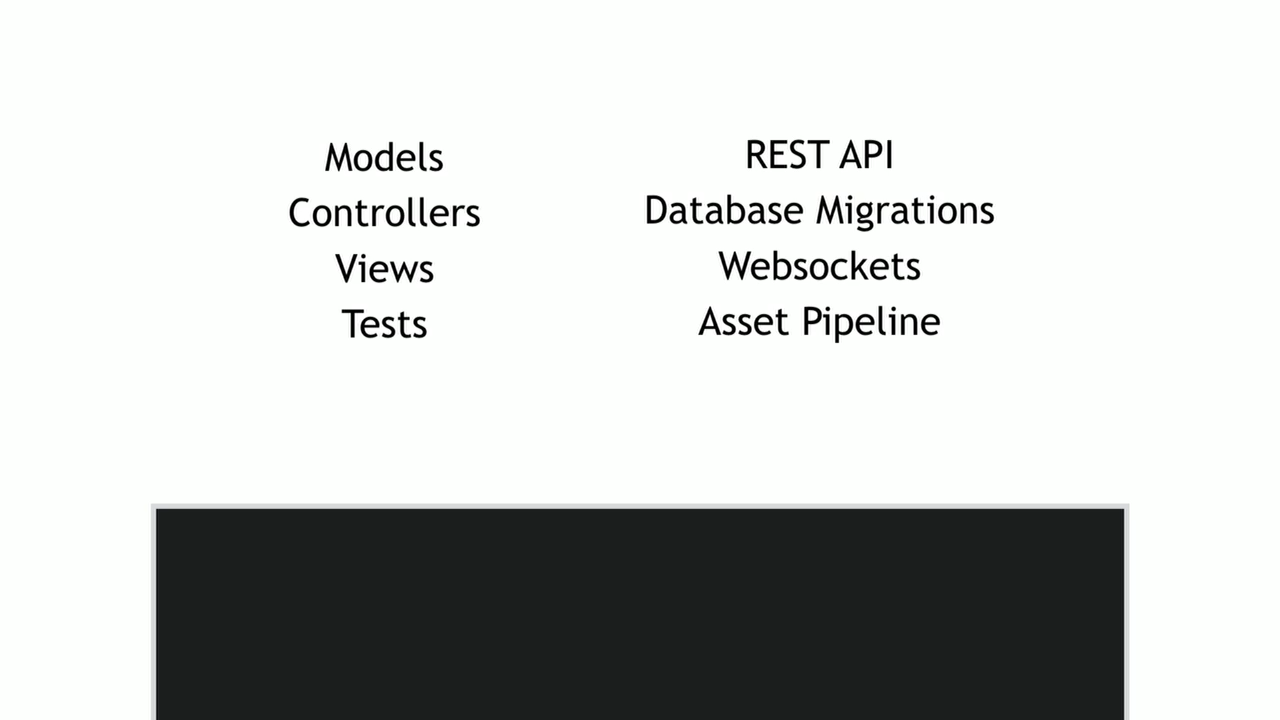 Models
Controllers
Views
Tests
REST API
Database Migrations
Websockets
Asset Pipeline